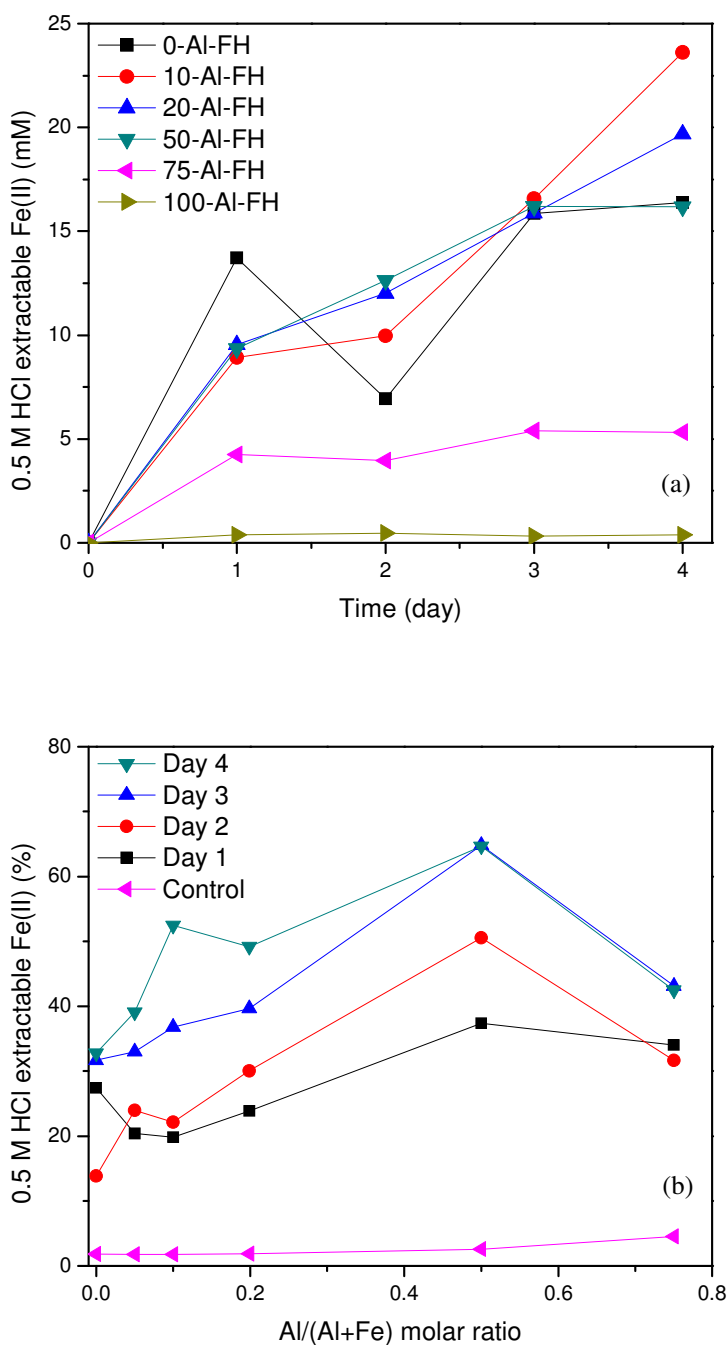 25
20
15
10
5
0
0.5 M HCl extractable Fe(II) (mM)
0-Al-FH
10-Al-FH
20-Al-FH
50-Al-FH
75-Al-FH
100-Al-FH
(a)
0 1 2 3 4
Time (day)
80
60
40
20
0
0.5 M HCl extractable Fe(II) (%)
Day 4
Day 3
Day 2
Day 1
Control
(b)
0.0 0.2 0.4 0.6 0.8
Al/(Al+Fe) molar ratio